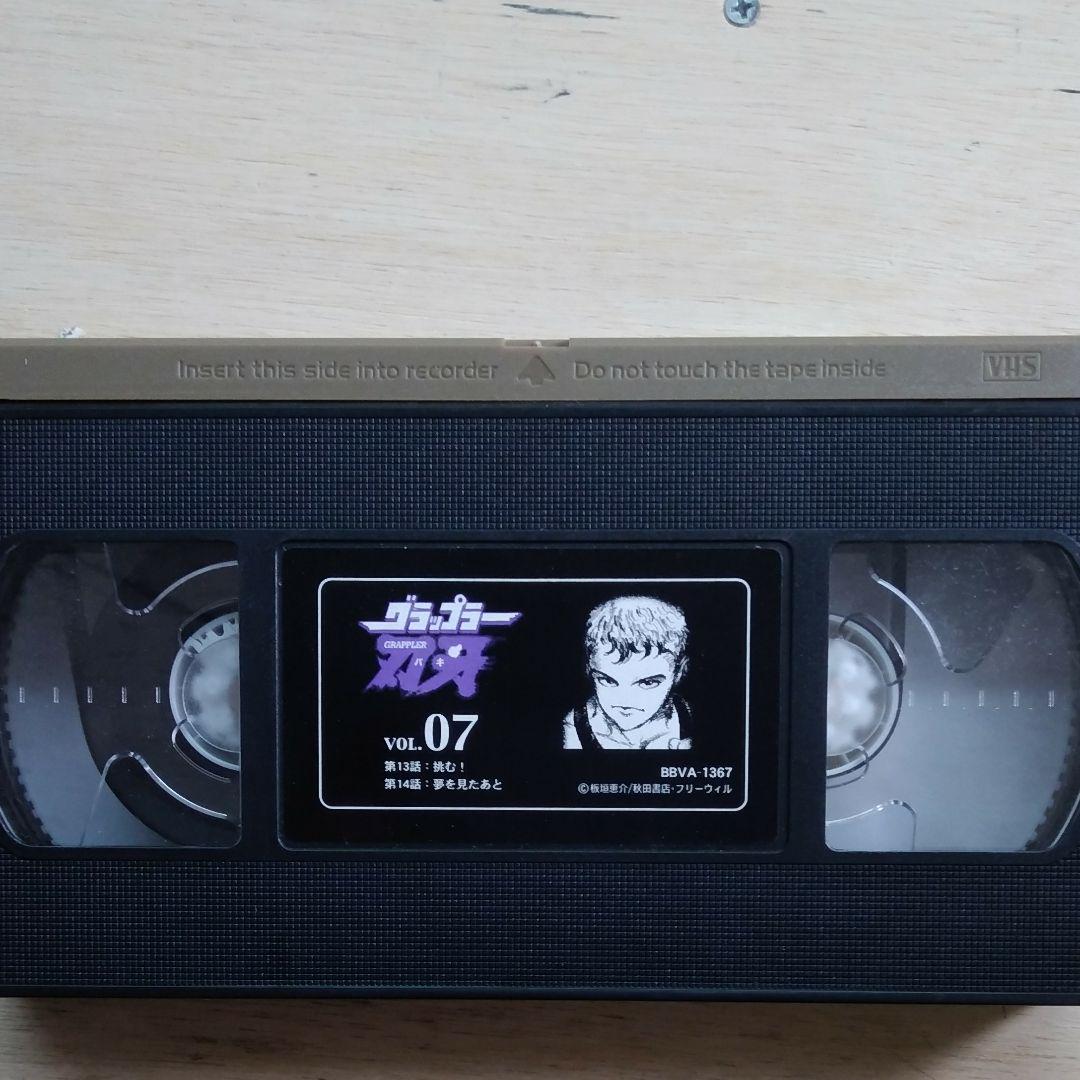 Insert this side into recorder Do not touch the tape inside VHS
グラップラー
GRAPPLER
刃牙
バキ
VOL.07
第13話：挑む！
第14話：夢を見たあと
BBVA-1367
©板垣恵介/秋田書店・フリーウィル